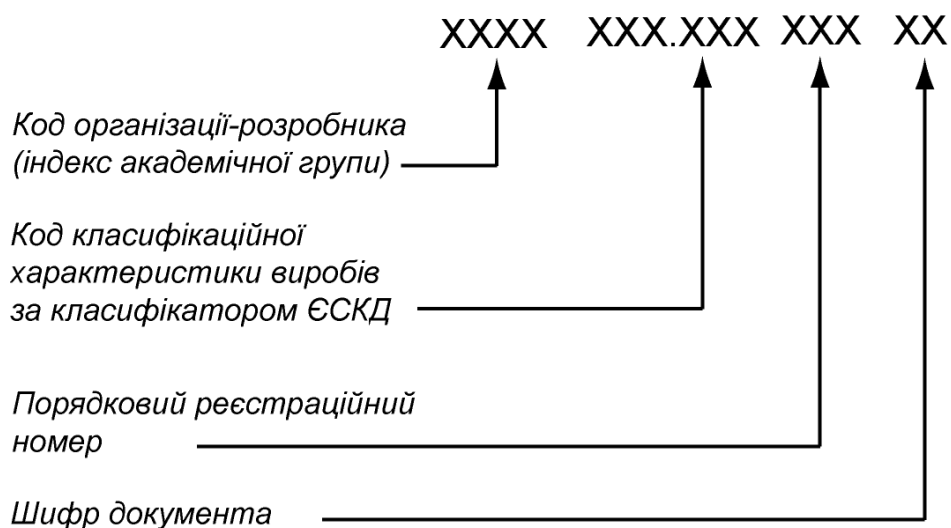 XXXX XXX.XXX XXX XX
Код організації-розробника
(індекс академічної групи)
Код класифікаційної
характеристики виробів
за класифікатором ЄСКД
Порядковий реєстраційний
номер
Шифр документа